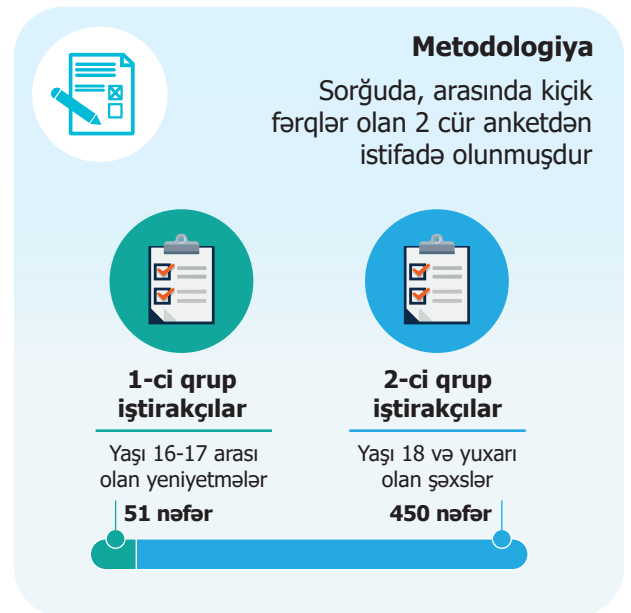 Metodologiya
Sorğuda, arasında kiçik
fərqlər olan 2 cür anketdən
istifadə olunmuşdur
1-ci qrup
iştirakçılar
Yaşı 16-17 arası
olan yeniyetmələr
51 nəfər
2-ci qrup
iştirakçılar
Yaşı 18 və yuxarı
olan şəxslər
450 nəfər